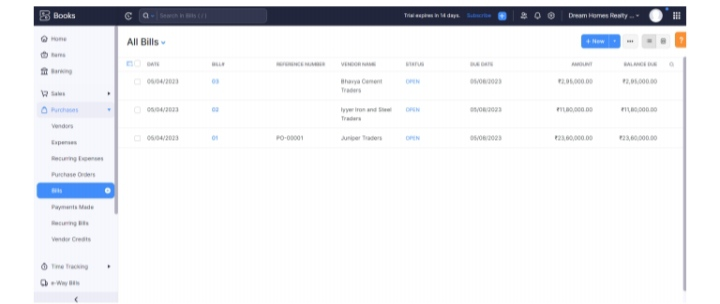 Books
Search in Bills ( / )
Trial expires in 14 days. Subscribe
Dream Homes Realty ...
Home
Items
Banking
Sales
Purchases
Vendors
Expenses
Recurring Expenses
Purchase Orders
Bills
Payments Made
Recurring Bills
Vendor Credits
Time Tracking
e-Way Bills
All Bills
+ New
...
?
DATE BILL# REFERENCE NUMBER VENDOR NAME STATUS DUE DATE AMOUNT BALANCE DUE
05/04/2023 03 Bhavya Cement Traders OPEN 05/08/2023 ₹2,95,000.00 ₹2,95,000.00
05/04/2023 02 Iyyer Iron and Steel Traders OPEN 05/08/2023 ₹11,80,000.00 ₹11,80,000.00
05/04/2023 01 PO-00001 Juniper Traders OPEN 05/08/2023 ₹23,60,000.00 ₹23,60,000.00